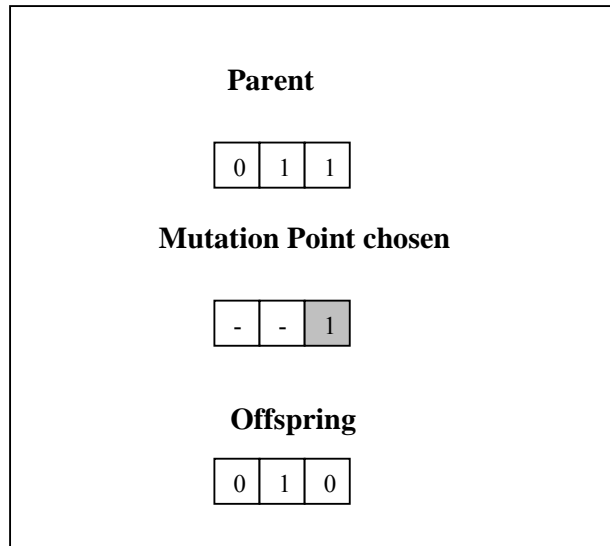 Parent
0 1 1
Mutation Point chosen
- - 1
Offspring
0 1 0